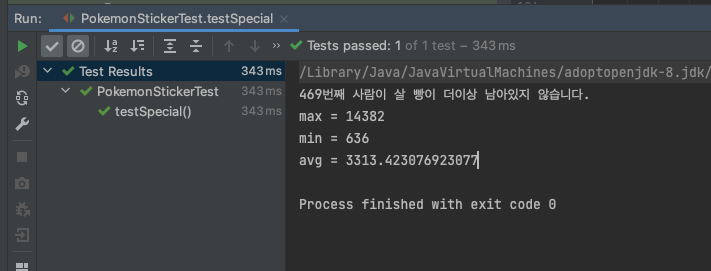 Run: PokemonStickerTest.testSpecial ×
>> Tests passed: 1 of 1 test – 343 ms
Test Results 343 ms
PokemonStickerTest 343 ms
testSpecial() 343 ms
/Library/Java/JavaVirtualMachines/adoptopenjdk-8.jdk/
469번째 사람이 살 빵이 더이상 남아있지 않습니다.
max = 14382
min = 636
avg = 3313.423076923077
Process finished with exit code 0